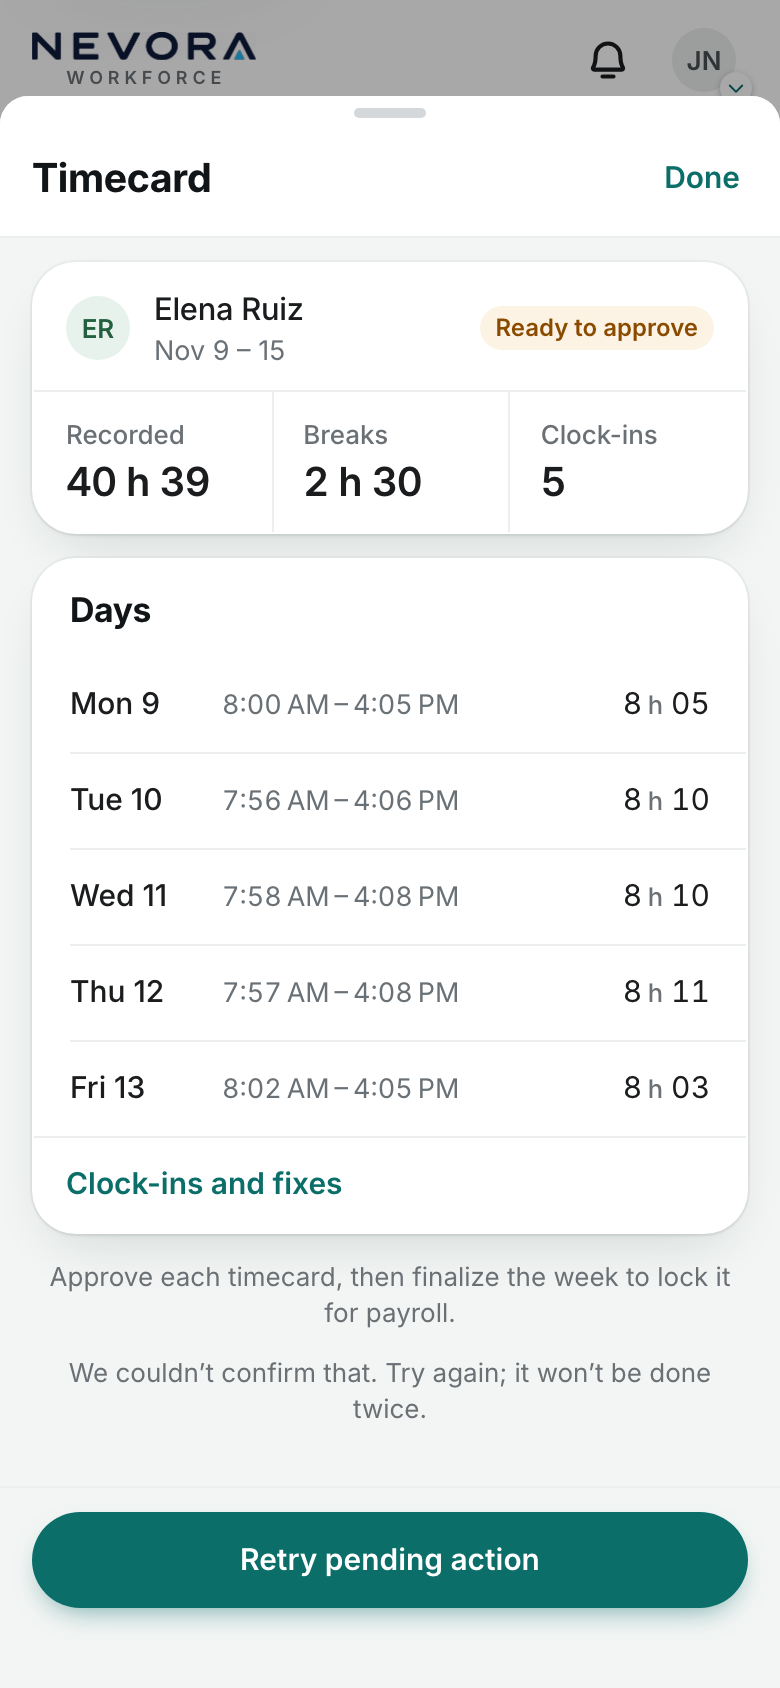 NEVORA
WORKFORCE
JN
Timecard
Done
ER
Elena Ruiz
Nov 9 – 15
Ready to approve
Recorded
40 h 39
Breaks
2 h 30
Clock-ins
5
Days
Mon 9 8:00 AM – 4:05 PM 8 h 05
Tue 10 7:56 AM – 4:06 PM 8 h 10
Wed 11 7:58 AM – 4:08 PM 8 h 10
Thu 12 7:57 AM – 4:08 PM 8 h 11
Fri 13 8:02 AM – 4:05 PM 8 h 03
Clock-ins and fixes
Approve each timecard, then finalize the week to lock it
for payroll.
We couldn’t confirm that. Try again; it won’t be done
twice.
Retry pending action